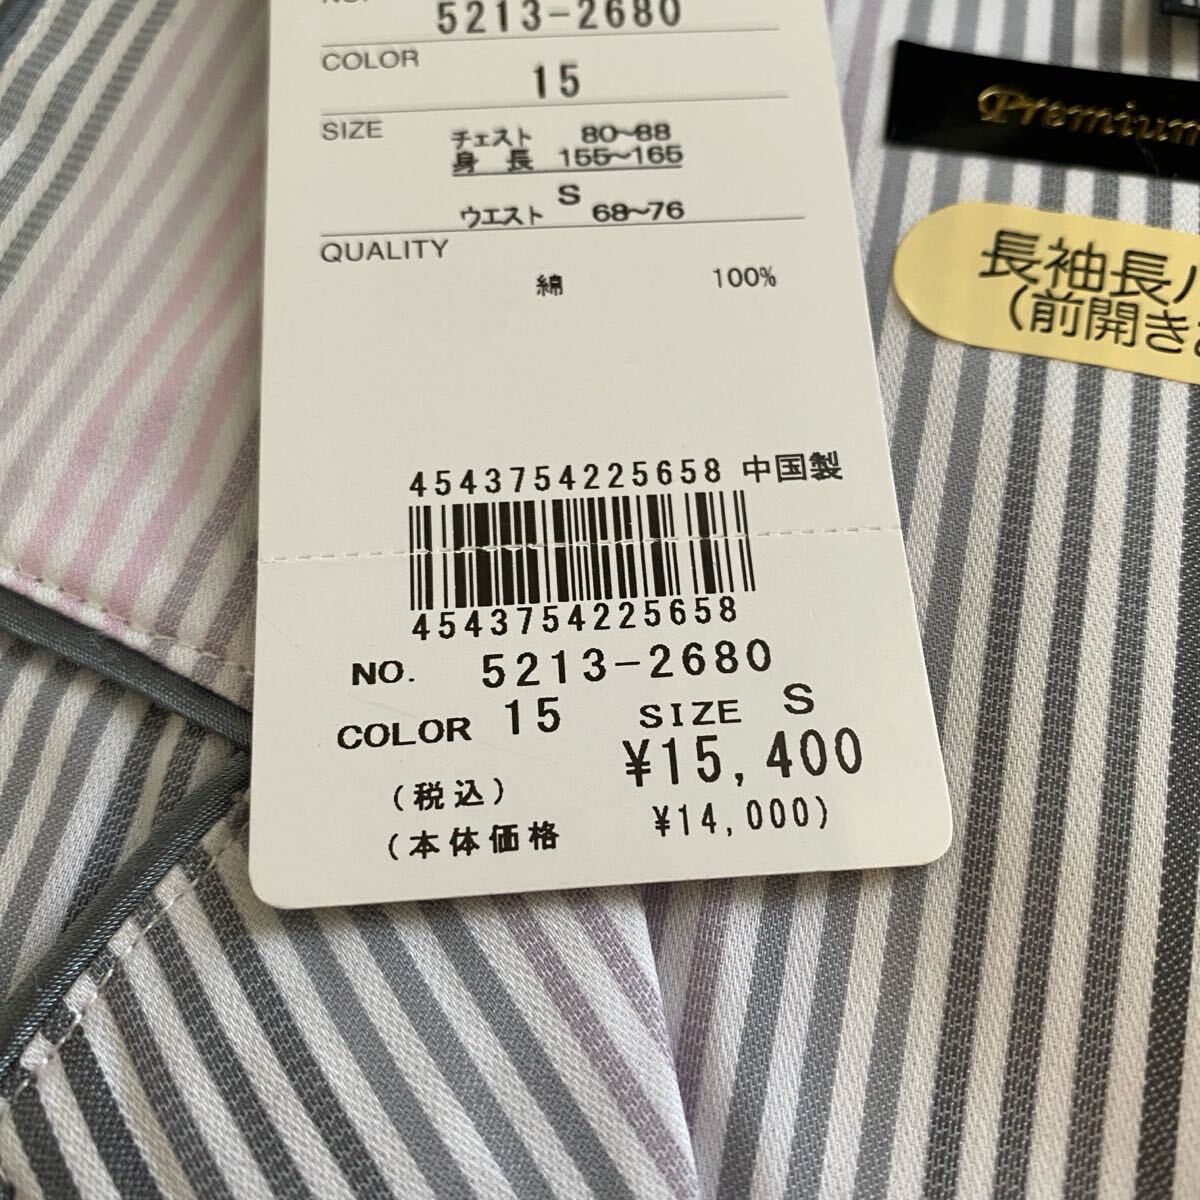 5213-2680
COLOR
15
SIZE
チェスト 80~88
身長 155~165
S
ウエスト 68~76
QUALITY
綿 100%
4543754225658 中国製
4543754225658
NO. 5213-2680
COLOR 15 SIZE S
(税込) ¥15,400
(本体価格 ¥14,000)
Premium
長袖長
(前開き